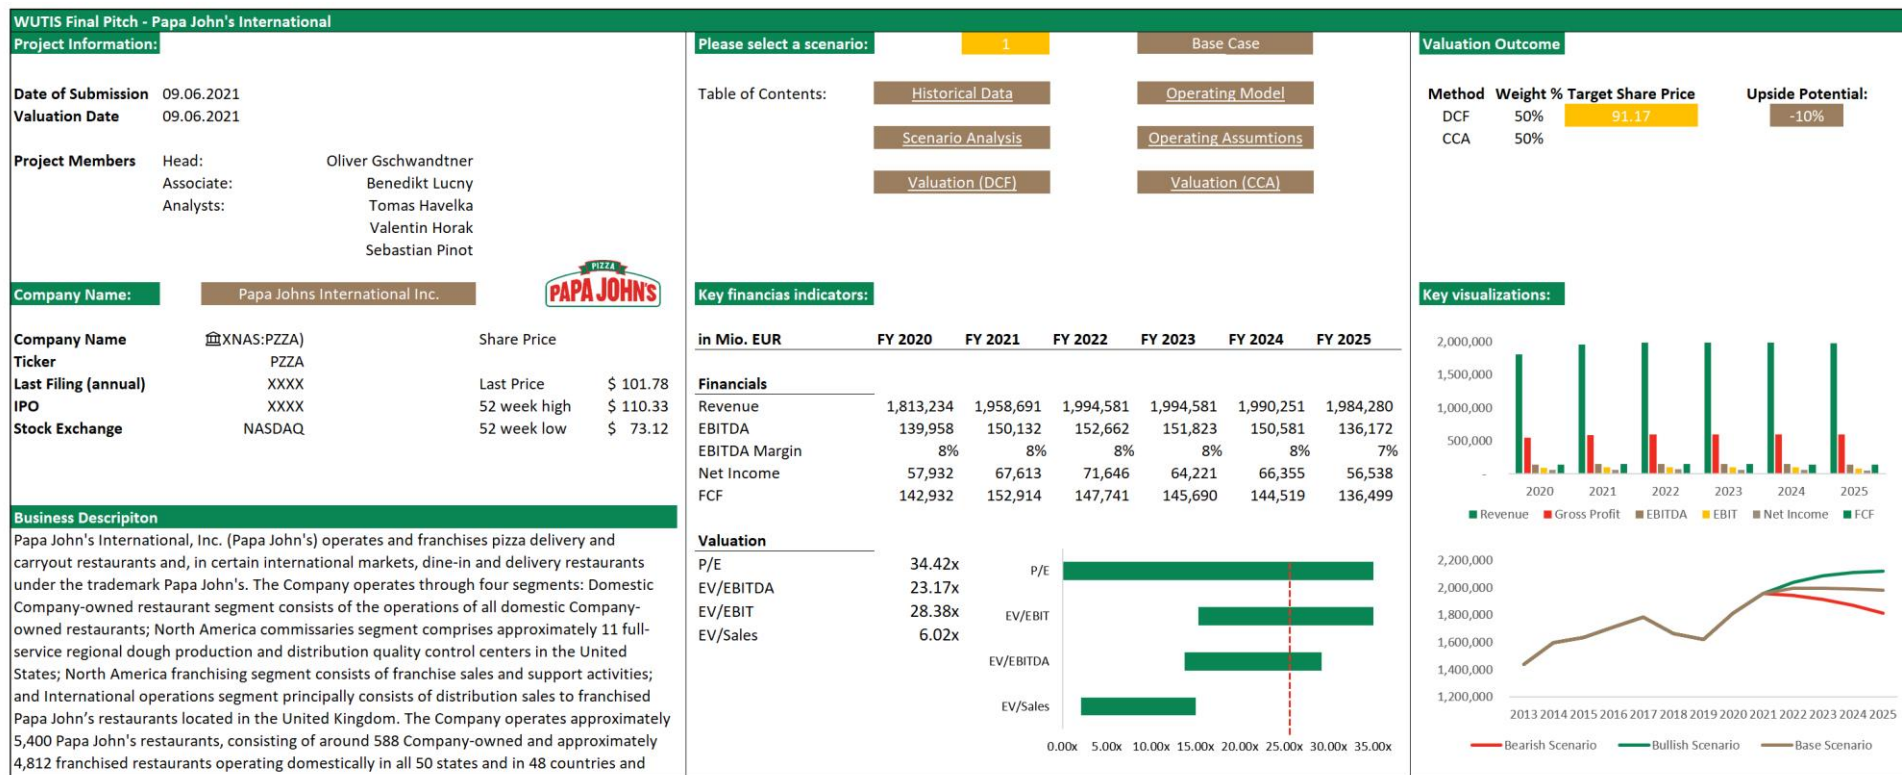 WUTIS Final Pitch - Papa John's International
Project Information:
Date of Submission 09.06.2021
Valuation Date 09.06.2021
Project Members Head: Oliver Gschwandtner
Associate: Benedikt Lucny
Analysts: Tomas Havelka
Valentin Horak
Sebastian Pinot
Company Name: Papa Johns International Inc.
PIZZA
PAPA JOHN'S
Company Name XNAS:PZZA) Share Price
Ticker PZZA
Last Filing (annual) XXXX Last Price $ 101.78
IPO XXXX 52 week high $ 110.33
Stock Exchange NASDAQ 52 week low $ 73.12
Business Descripiton
Papa John's International, Inc. (Papa John's) operates and franchises pizza delivery and
carryout restaurants and, in certain international markets, dine-in and delivery restaurants
under the trademark Papa John's. The Company operates through four segments: Domestic
Company-owned restaurant segment consists of the operations of all domestic Company-
owned restaurants; North America commissaries segment comprises approximately 11 full-
service regional dough production and distribution quality control centers in the United
States; North America franchising segment consists of franchise sales and support activities;
and International operations segment principally consists of distribution sales to franchised
Papa John's restaurants located in the United Kingdom. The Company operates approximately
5,400 Papa John's restaurants, consisting of around 588 Company-owned and approximately
4,812 franchised restaurants operating domestically in all 50 states and in 48 countries and
Please select a scenario: 1 Base Case
Table of Contents: Historical Data Operating Model
Scenario Analysis Operating Assumtions
Valuation (DCF) Valuation (CCA)
Key financias indicators:
in Mio. EUR FY 2020 FY 2021 FY 2022 FY 2023 FY 2024 FY 2025
Financials
Revenue 1,813,234 1,958,691 1,994,581 1,994,581 1,990,251 1,984,280
EBITDA 139,958 150,132 152,662 151,823 150,581 136,172
EBITDA Margin 8% 8% 8% 8% 8% 7%
Net Income 57,932 67,613 71,646 64,221 66,355 56,538
FCF 142,932 152,914 147,741 145,690 144,519 136,499
Valuation
P/E 34.42x
EV/EBITDA 23.17x
EV/EBIT 28.38x
EV/Sales 6.02x
P/E
EV/EBIT
EV/EBITDA
EV/Sales
0.00x 5.00x 10.00x 15.00x 20.00x 25.00x 30.00x 35.00x
Valuation Outcome
Method Weight % Target Share Price Upside Potential:
DCF 50% 91.17 -10%
CCA 50%
Key visualizations:
2,000,000
1,500,000
1,000,000
500,000
-
2020 2021 2022 2023 2024 2025
Revenue Gross Profit EBITDA EBIT Net Income FCF
2,200,000
2,000,000
1,800,000
1,600,000
1,400,000
1,200,000
2013 2014 2015 2016 2017 2018 2019 2020 2021 2022 2023 2024 2025
Bearish Scenario Bullish Scenario Base Scenario